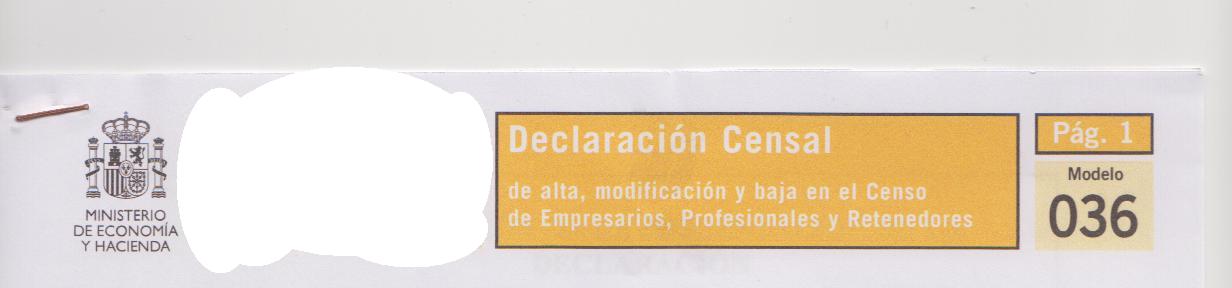 MINISTERIO
DE ECONOMÍA
Y HACIENDA
Declaración Censal
de alta, modificación y baja en el Censo
de Empresarios, Profesionales y Retenedores
Pág. 1
Modelo
036